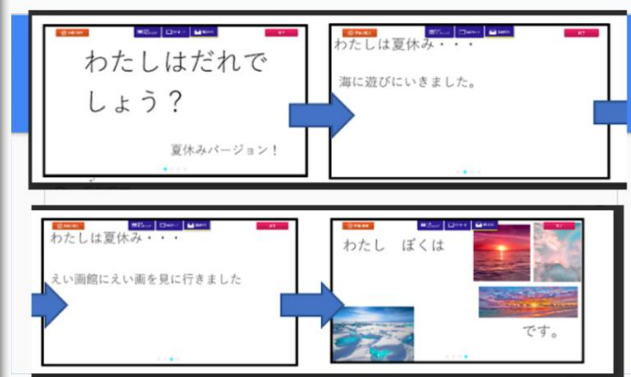 わたしはだれで
しょう？
夏休みバージョン！
わたしは夏休み・・・
海に遊びにいきました。
わたしは夏休み・・・
えい画館にえい画を見に行きました
わたし　ぼくは
です。